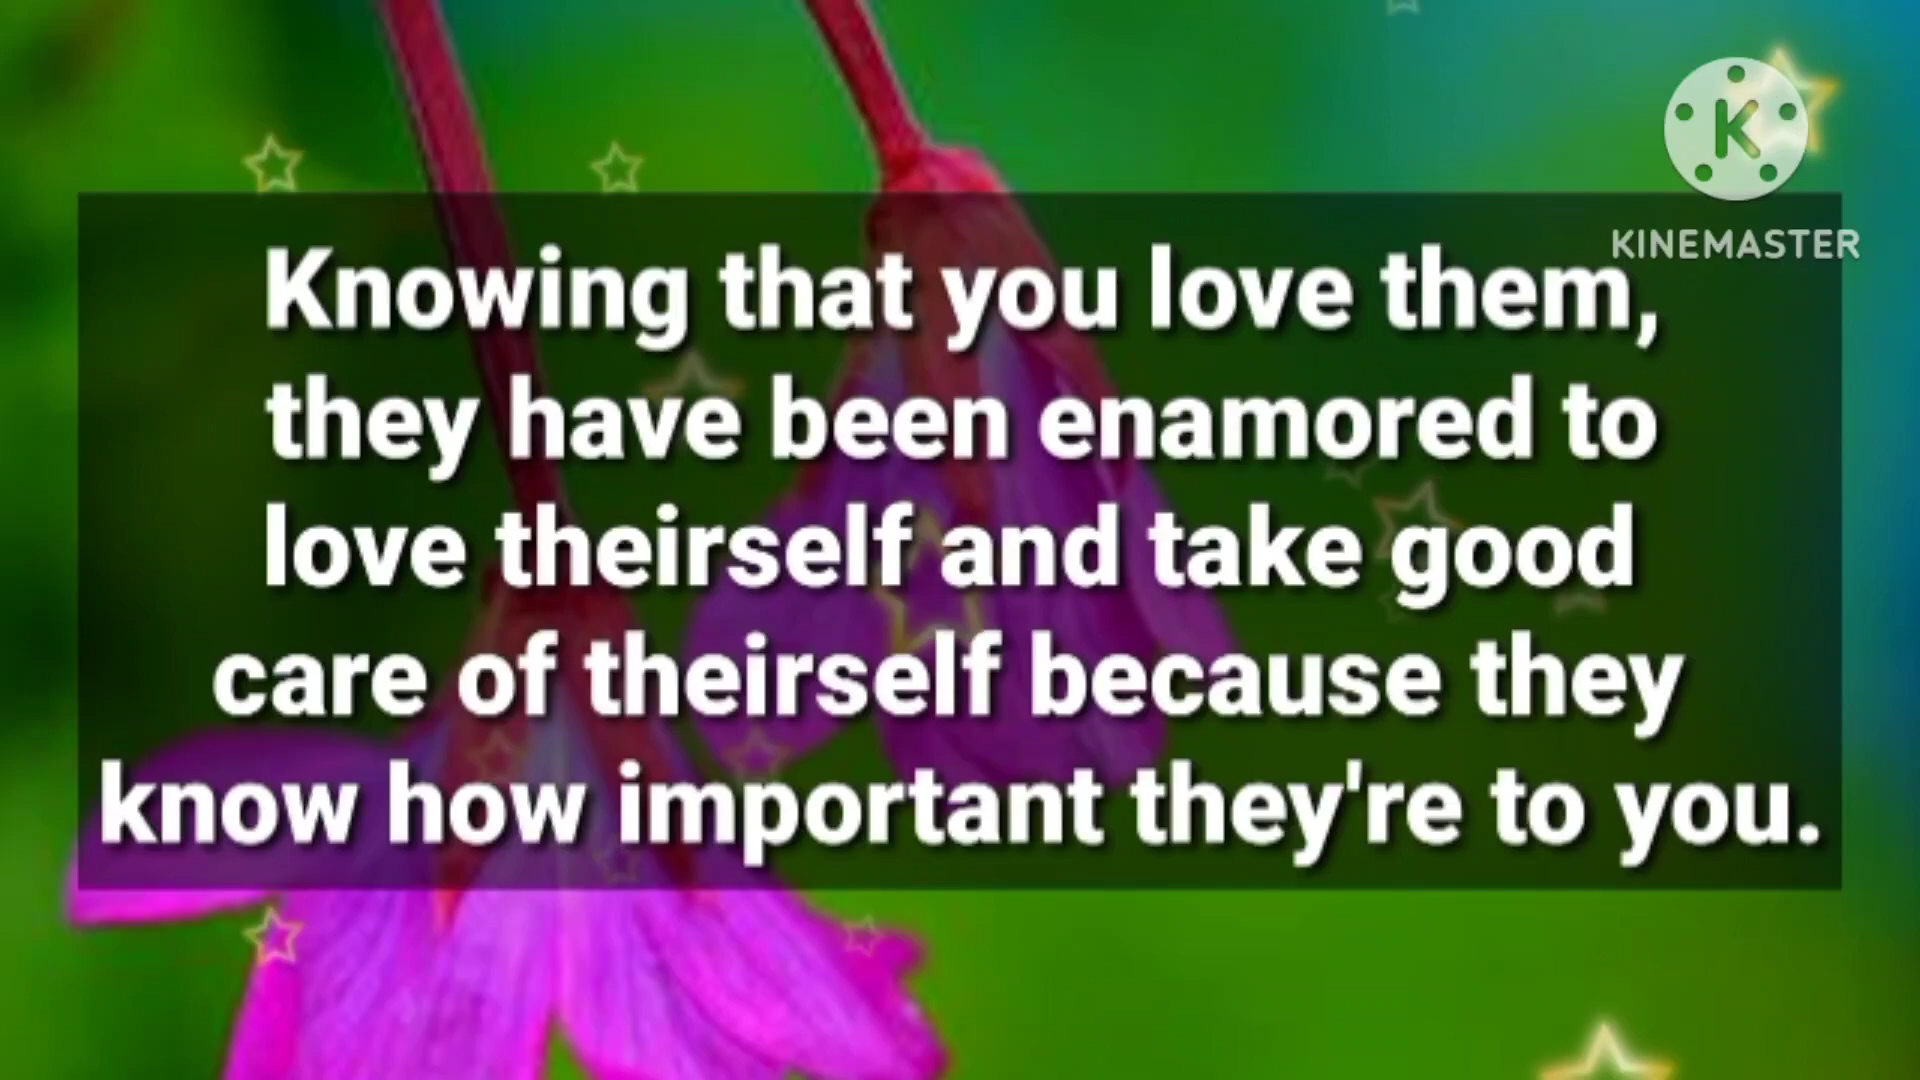 K
KINEMASTER
Knowing that you love them,
they have been enamored to
love theirself and take good
care of theirself because they
know how important they're to you.